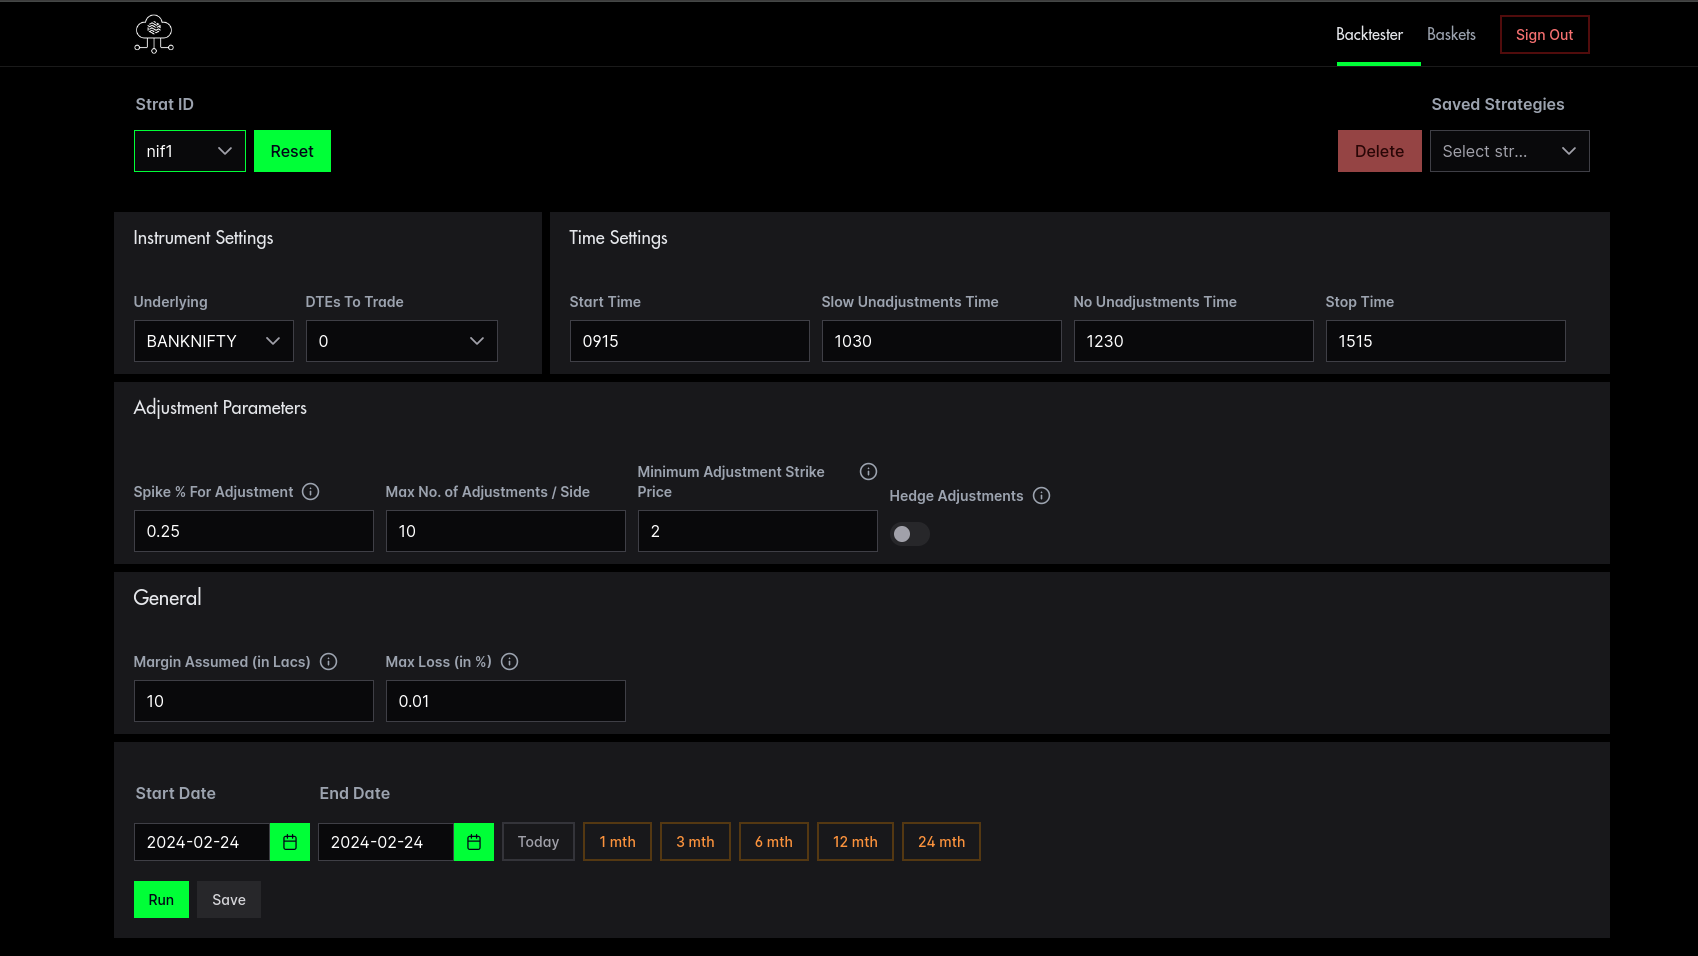 Backtester Baskets Sign Out
Strat ID Saved Strategies
nif1 Reset Delete Select str...
Instrument Settings
Underlying DTEs To Trade
BANKNIFTY 0
Time Settings
Start Time Slow Unadjustments Time No Unadjustments Time Stop Time
0915 1030 1230 1515
Adjustment Parameters
Spike % For Adjustment
0.25
Max No. of Adjustments / Side
10
Minimum Adjustment Strike
Price
2
Hedge Adjustments
General
Margin Assumed (in Lacs) Max Loss (in %)
10 0.01
Start Date End Date
2024-02-24 2024-02-24 Today 1 mth 3 mth 6 mth 12 mth 24 mth
Run Save